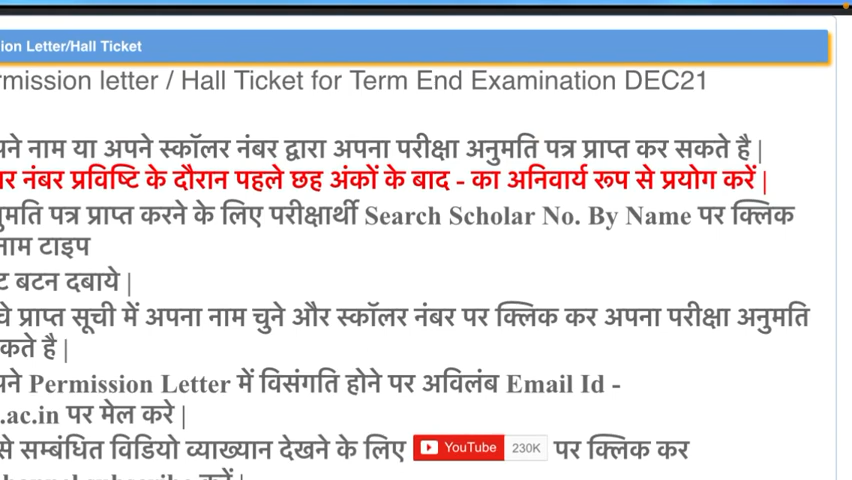 ion Letter/Hall Ticket
rmission letter / Hall Ticket for Term End Examination DEC21
पने नाम या अपने स्कॉलर नंबर द्वारा अपना परीक्षा अनुमति पत्र प्राप्त कर सकते है |
र नंबर प्रविष्टि के दौरान पहले छह अंकों के बाद - का अनिवार्य रूप से प्रयोग करें |
नुमति पत्र प्राप्त करने के लिए परीक्षार्थी Search Scholar No. By Name पर क्लिक
नाम टाइप
ट बटन दबाये |
चे प्राप्त सूची में अपना नाम चुने और स्कॉलर नंबर पर क्लिक कर अपना परीक्षा अनुमति
कते है |
पने Permission Letter में विसंगति होने पर अविलंब Email Id -
.ac.in पर मेल करे |
से सम्बंधित विडियो व्याख्यान देखने के लिए YouTube 230K पर क्लिक कर